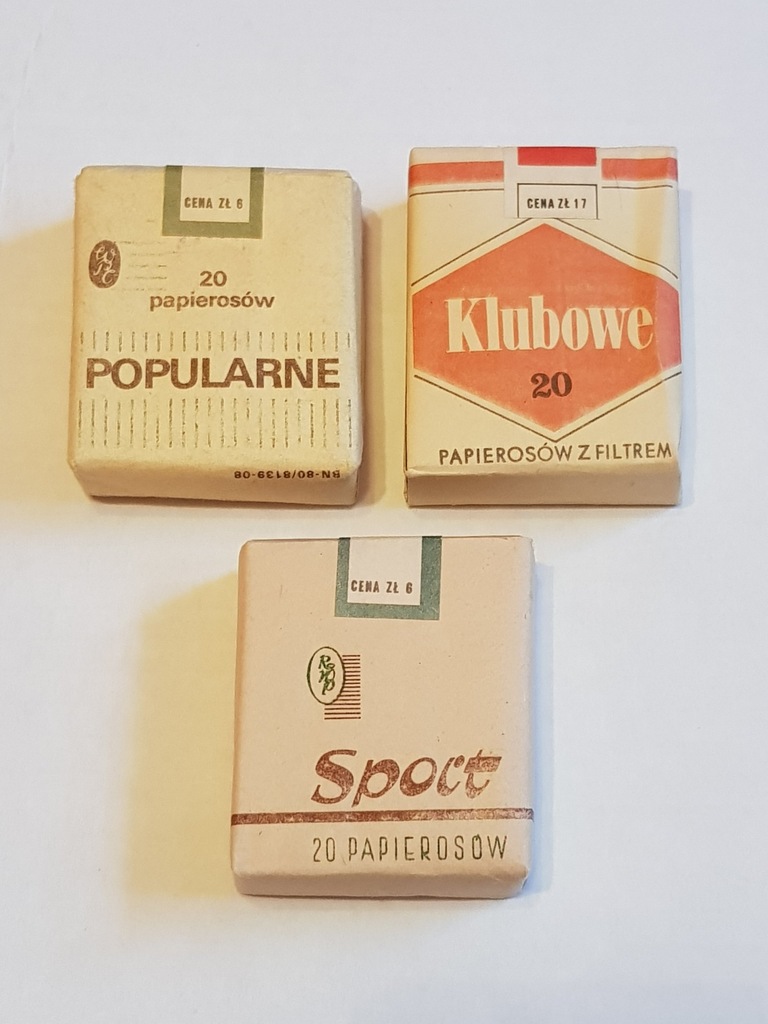 CENA ZŁ 6
20
papierosów
POPULARNE
BN-80/8139-08
CENA ZŁ 17
Klubowe
20
PAPIEROSÓW Z FILTREM
CENA ZŁ 6
Sport
20 PAPIEROSÓW